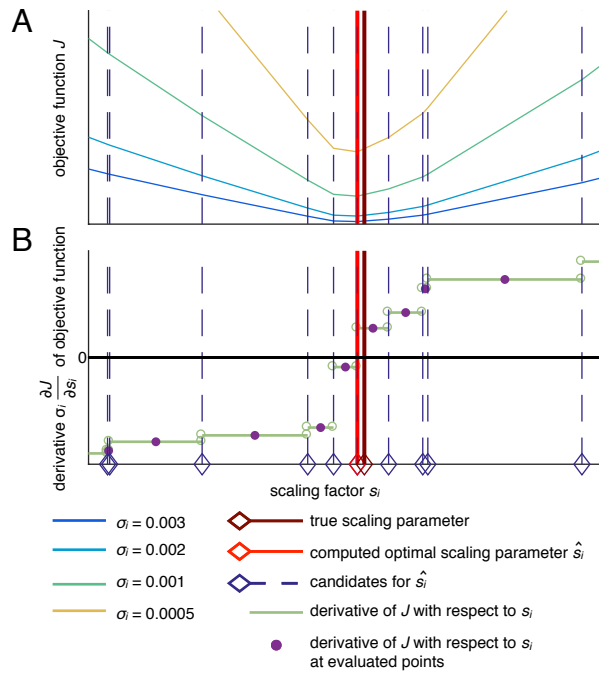 A
objective function J
B
derivative σᵢ ∂J/∂sᵢ of objective function
0
scaling factor sᵢ
σᵢ = 0.003
σᵢ = 0.002
σᵢ = 0.001
σᵢ = 0.0005
true scaling parameter
computed optimal scaling parameter ŝᵢ
candidates for ŝᵢ
derivative of J with respect to sᵢ
derivative of J with respect to sᵢ
at evaluated points